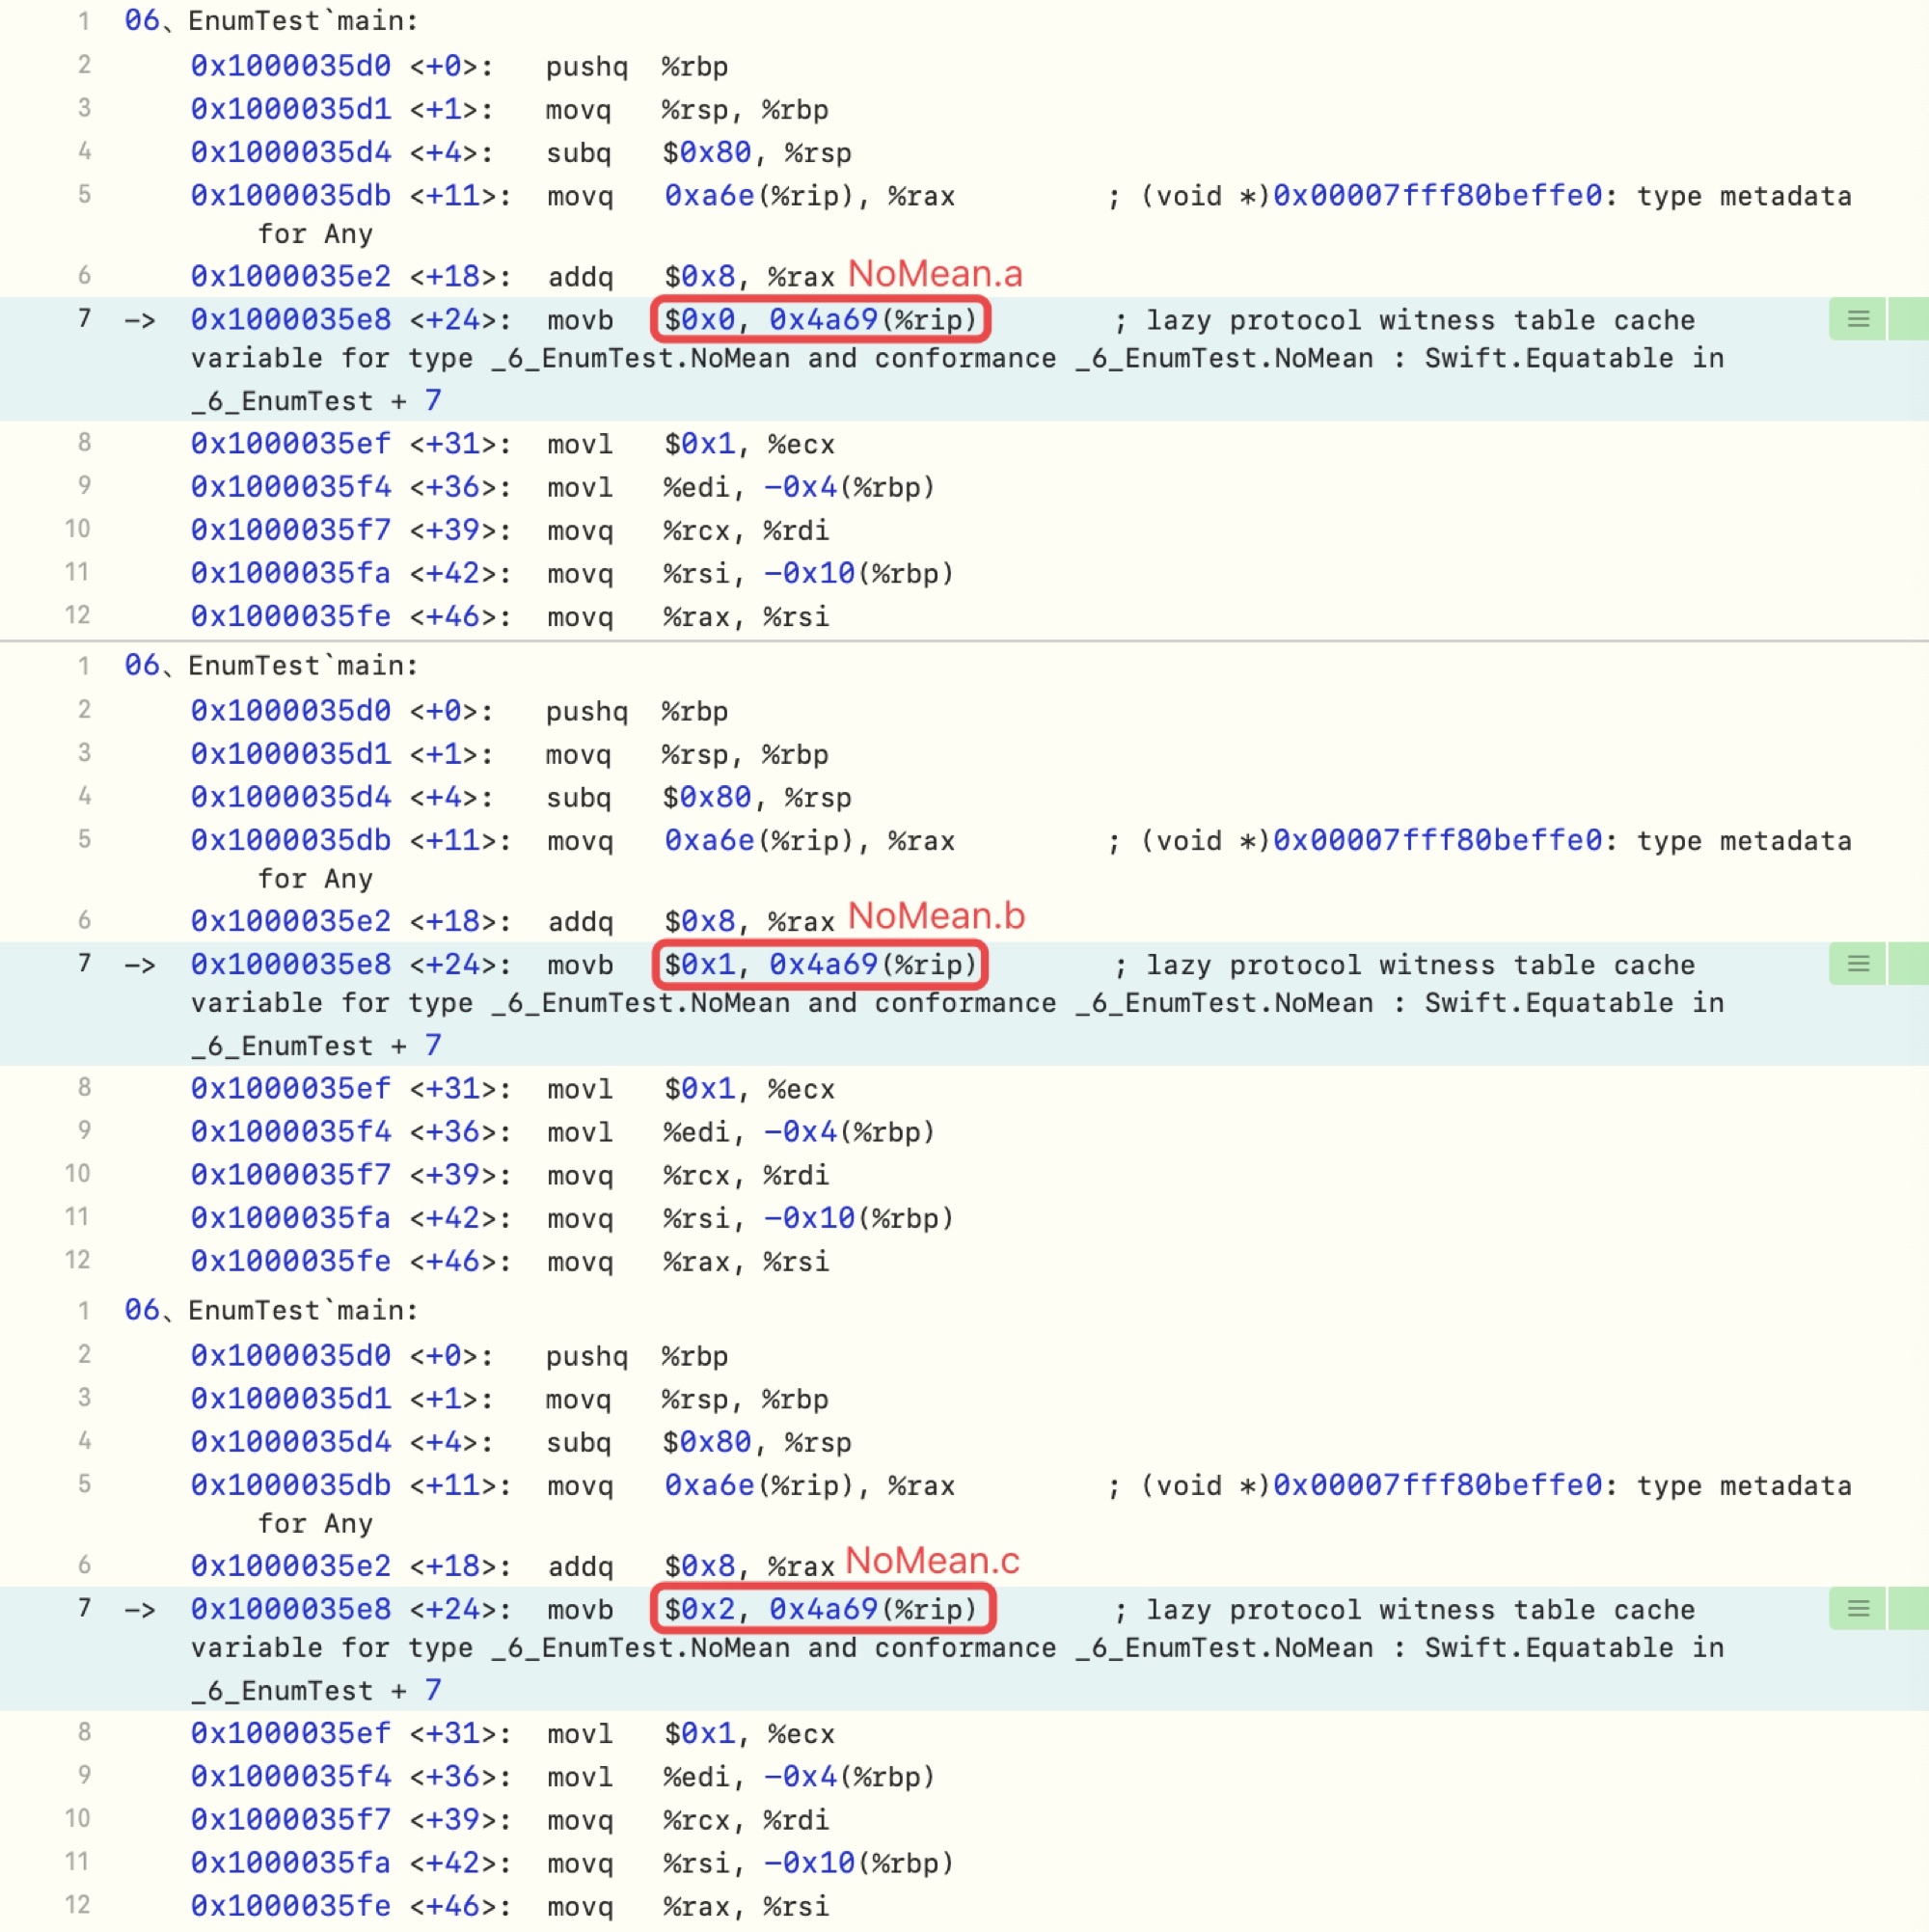 1 06、EnumTest`main:
2 0x1000035d0 <+0>: pushq %rbp
3 0x1000035d1 <+1>: movq %rsp, %rbp
4 0x1000035d4 <+4>: subq $0x80, %rsp
5 0x1000035db <+11>: movq 0xa6e(%rip), %rax ; (void *)0x00007fff80beffe0: type metadata
for Any
6 0x1000035e2 <+18>: addq $0x8, %rax NoMean.a
7 -> 0x1000035e8 <+24>: movb $0x0, 0x4a69(%rip) ; lazy protocol witness table cache
variable for type _6_EnumTest.NoMean and conformance _6_EnumTest.NoMean : Swift.Equatable in
_6_EnumTest + 7
8 0x1000035ef <+31>: movl $0x1, %ecx
9 0x1000035f4 <+36>: movl %edi, -0x4(%rbp)
10 0x1000035f7 <+39>: movq %rcx, %rdi
11 0x1000035fa <+42>: movq %rsi, -0x10(%rbp)
12 0x1000035fe <+46>: movq %rax, %rsi
1 06、EnumTest`main:
2 0x1000035d0 <+0>: pushq %rbp
3 0x1000035d1 <+1>: movq %rsp, %rbp
4 0x1000035d4 <+4>: subq $0x80, %rsp
5 0x1000035db <+11>: movq 0xa6e(%rip), %rax ; (void *)0x00007fff80beffe0: type metadata
for Any
6 0x1000035e2 <+18>: addq $0x8, %rax NoMean.b
7 -> 0x1000035e8 <+24>: movb $0x1, 0x4a69(%rip) ; lazy protocol witness table cache
variable for type _6_EnumTest.NoMean and conformance _6_EnumTest.NoMean : Swift.Equatable in
_6_EnumTest + 7
8 0x1000035ef <+31>: movl $0x1, %ecx
9 0x1000035f4 <+36>: movl %edi, -0x4(%rbp)
10 0x1000035f7 <+39>: movq %rcx, %rdi
11 0x1000035fa <+42>: movq %rsi, -0x10(%rbp)
12 0x1000035fe <+46>: movq %rax, %rsi
1 06、EnumTest`main:
2 0x1000035d0 <+0>: pushq %rbp
3 0x1000035d1 <+1>: movq %rsp, %rbp
4 0x1000035d4 <+4>: subq $0x80, %rsp
5 0x1000035db <+11>: movq 0xa6e(%rip), %rax ; (void *)0x00007fff80beffe0: type metadata
for Any
6 0x1000035e2 <+18>: addq $0x8, %rax NoMean.c
7 -> 0x1000035e8 <+24>: movb $0x2, 0x4a69(%rip) ; lazy protocol witness table cache
variable for type _6_EnumTest.NoMean and conformance _6_EnumTest.NoMean : Swift.Equatable in
_6_EnumTest + 7
8 0x1000035ef <+31>: movl $0x1, %ecx
9 0x1000035f4 <+36>: movl %edi, -0x4(%rbp)
10 0x1000035f7 <+39>: movq %rcx, %rdi
11 0x1000035fa <+42>: movq %rsi, -0x10(%rbp)
12 0x1000035fe <+46>: movq %rax, %rsi